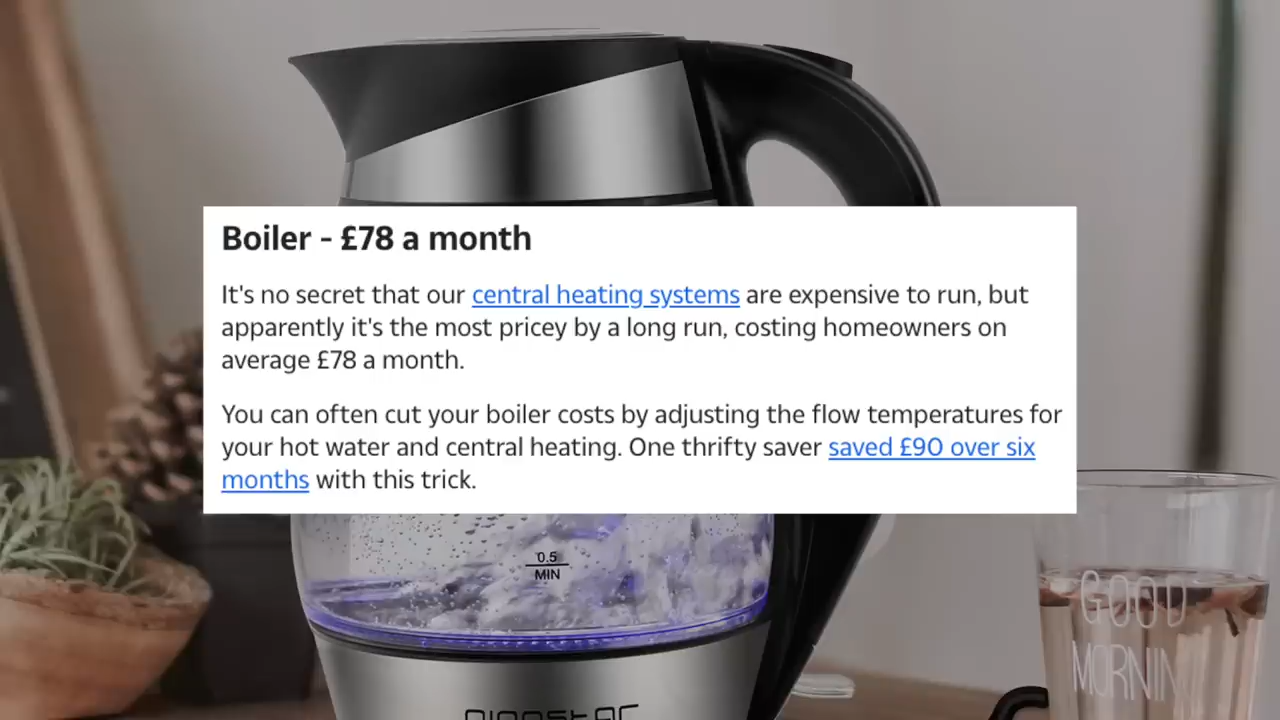 Boiler - £78 a month
It's no secret that our central heating systems are expensive to run, but
apparently it's the most pricey by a long run, costing homeowners on
average £78 a month.
You can often cut your boiler costs by adjusting the flow temperatures for
your hot water and central heating. One thrifty saver saved £90 over six
months with this trick.
0.5
MIN
GOOD
MORNIN